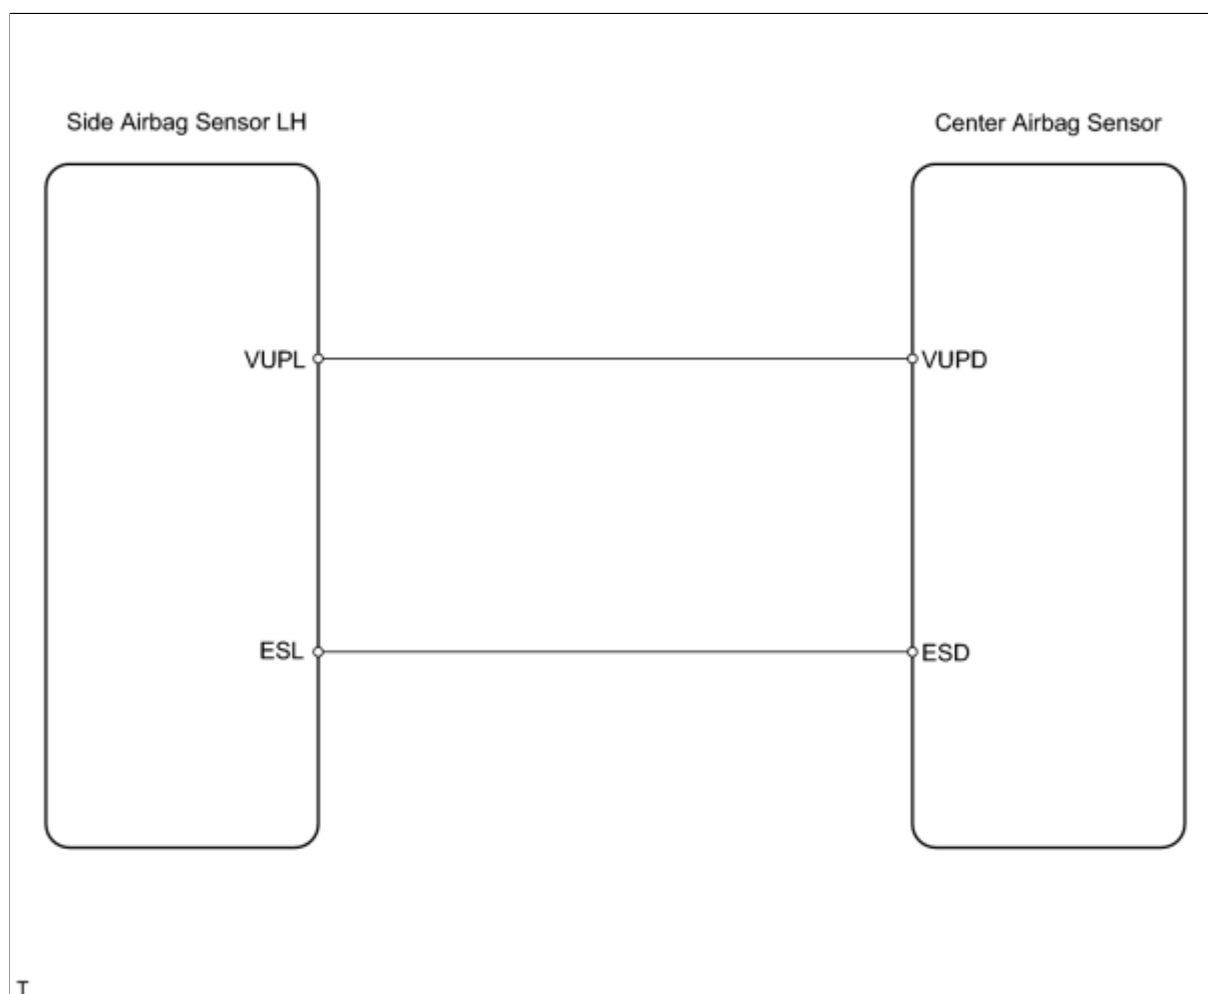 Side Airbag Sensor LH
Center Airbag Sensor
VUPL
VUPD
ESL
ESD
T